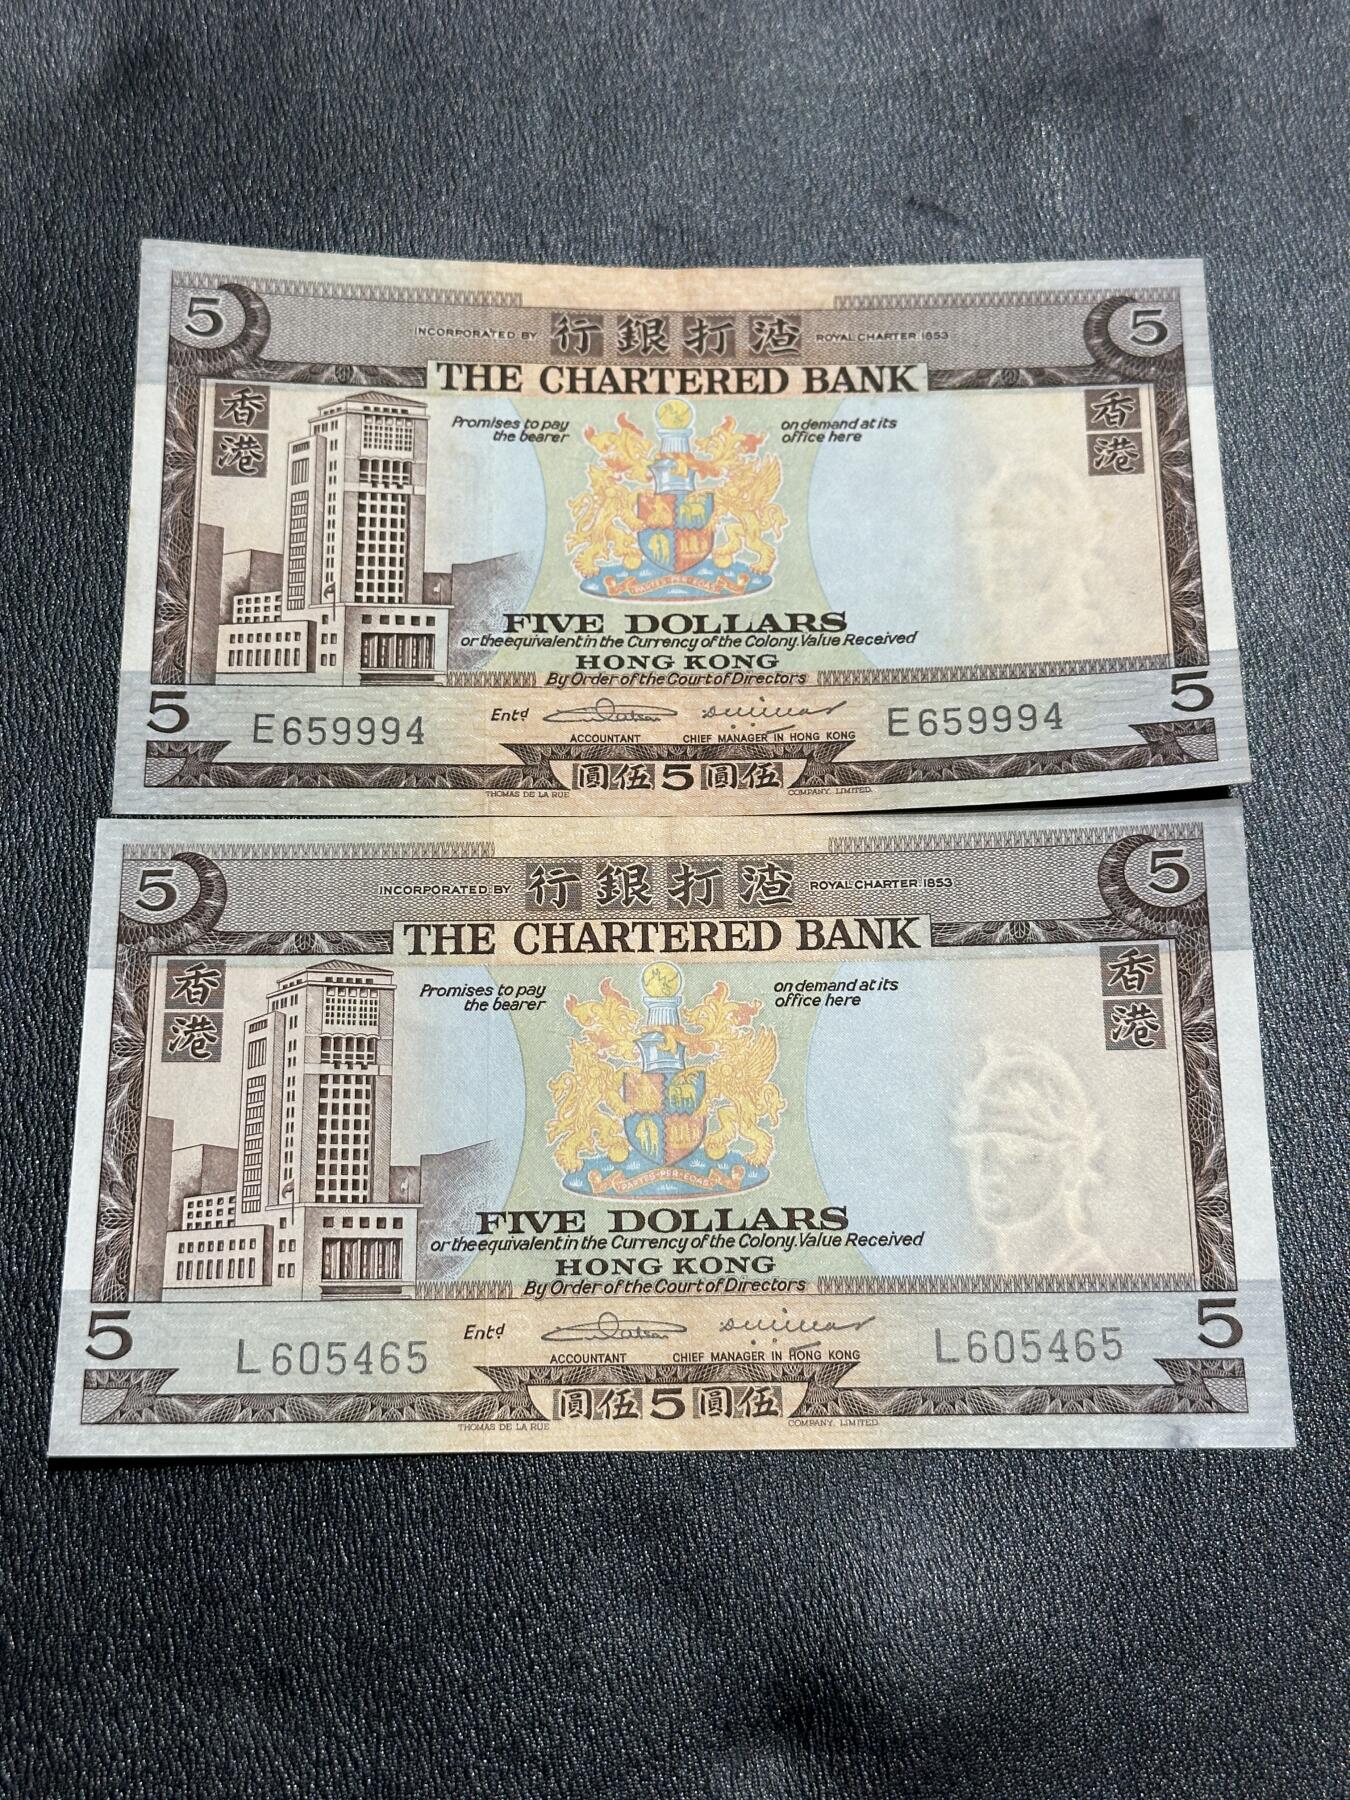 5 INCORPORATED BY 行銀打渣 ROYAL CHARTER 1853 5
THE CHARTERED BANK
香港 香港
Promises to pay the bearer
on demand at its office here
PARTES·PER·EOAS
FIVE DOLLARS
or the equivalent in the Currency of the Colony. Value Received
HONG KONG
By Order of the Court of Directors
5 5
E659994 Entd E659994
ACCOUNTANT CHIEF MANAGER IN HONG KONG
圓伍 5 圓伍
THOMAS DE LA RUE COMPANY, LIMITED.
5 INCORPORATED BY 行銀打渣 ROYAL CHARTER 1853 5
THE CHARTERED BANK
香港 香港
Promises to pay the bearer
on demand at its office here
PARTES·PER·EOAS
FIVE DOLLARS
or the equivalent in the Currency of the Colony. Value Received
HONG KONG
By Order of the Court of Directors
5 5
L605465 Entd L605465
ACCOUNTANT CHIEF MANAGER IN HONG KONG
圓伍 5 圓伍
THOMAS DE LA RUE COMPANY, LIMITED.